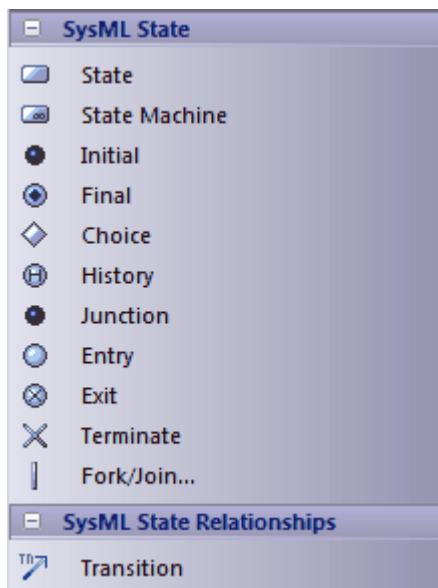 SysML State
State
State Machine
Initial
Final
Choice
History
Junction
Entry
Exit
Terminate
Fork/Join...
SysML State Relationships
Transition